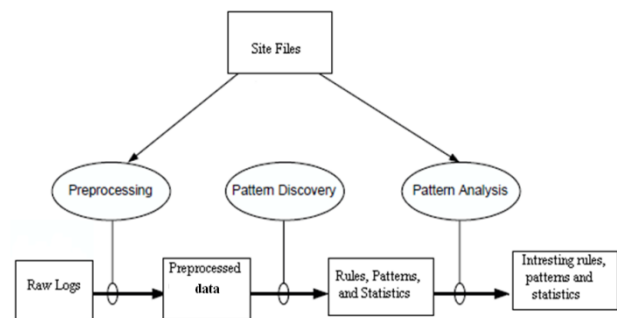 Site Files
Preprocessing
Pattern Discovery
Pattern Analysis
Raw Logs
Preprocessed
data
Rules, Patterns,
and Statistics
Intresting rules,
patterns and
statistics